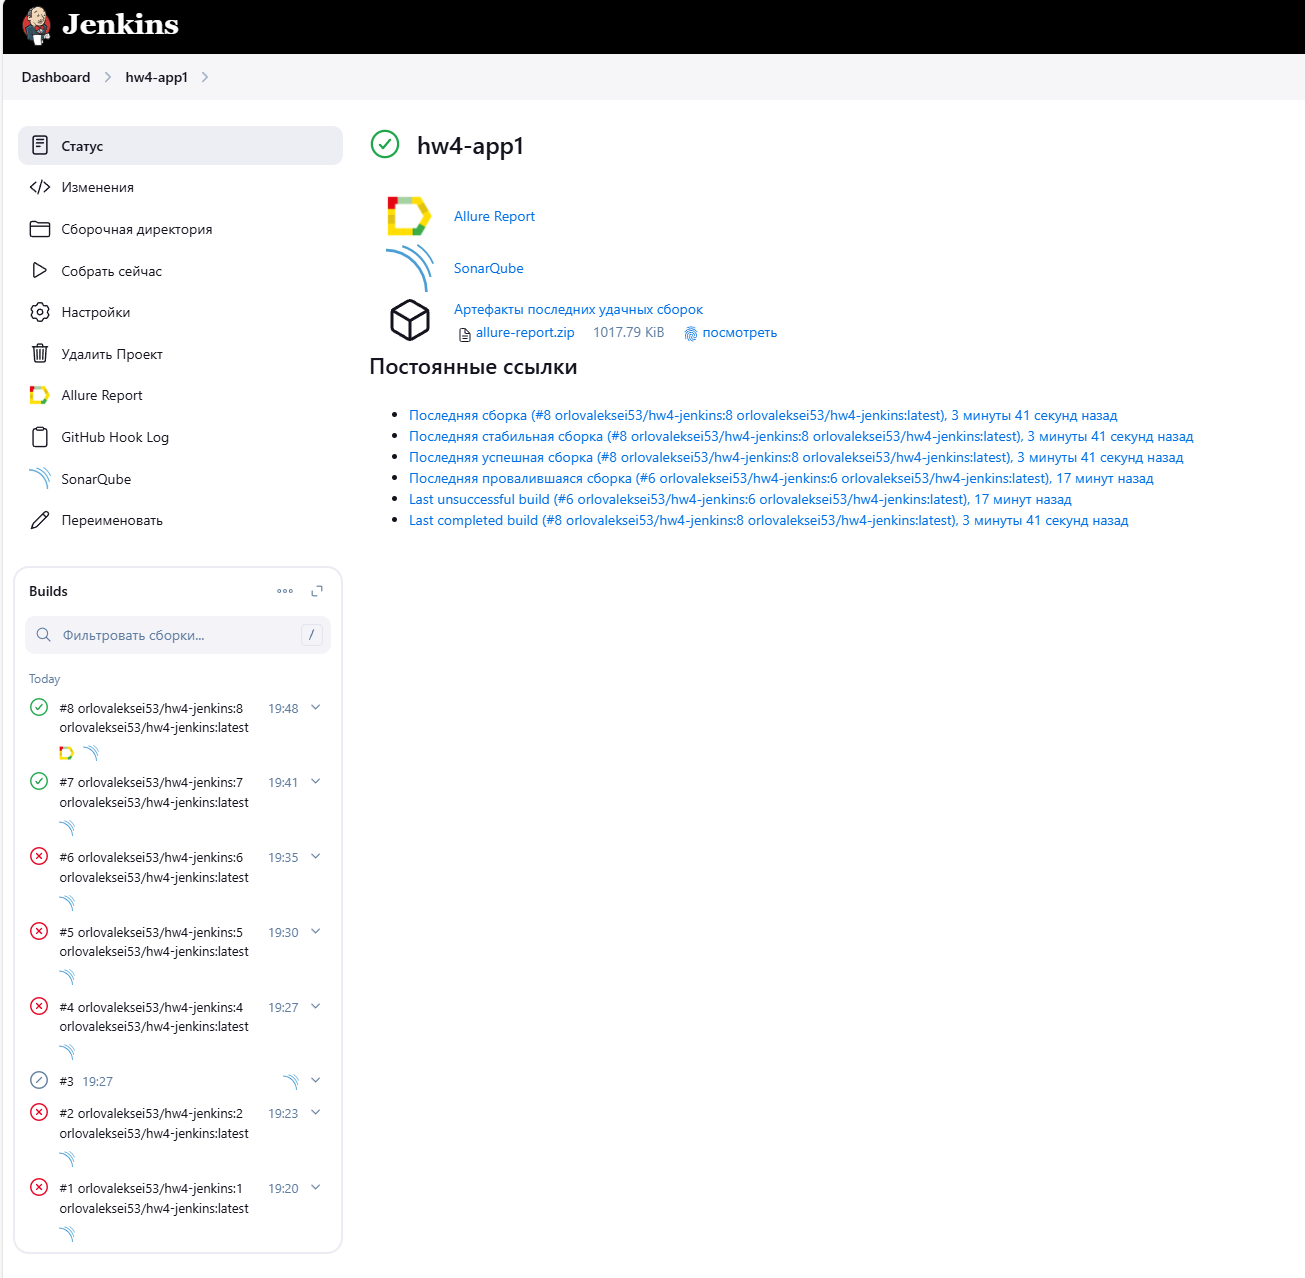 Jenkins
Dashboard
hw4-app1
Статус
Изменения
Сборочная директория
Собрать сейчас
Настройки
Удалить Проект
Allure Report
GitHub Hook Log
SonarQube
Переименовать
Builds
Фильтровать сборки...
/
Today
#8 orlovaleksei53/hw4-jenkins:8 19:48
orlovaleksei53/hw4-jenkins:latest
#7 orlovaleksei53/hw4-jenkins:7 19:41
orlovaleksei53/hw4-jenkins:latest
#6 orlovaleksei53/hw4-jenkins:6 19:35
orlovaleksei53/hw4-jenkins:latest
#5 orlovaleksei53/hw4-jenkins:5 19:30
orlovaleksei53/hw4-jenkins:latest
#4 orlovaleksei53/hw4-jenkins:4 19:27
orlovaleksei53/hw4-jenkins:latest
#3 19:27
#2 orlovaleksei53/hw4-jenkins:2 19:23
orlovaleksei53/hw4-jenkins:latest
#1 orlovaleksei53/hw4-jenkins:1 19:20
orlovaleksei53/hw4-jenkins:latest
hw4-app1
Allure Report
SonarQube
Артефакты последних удачных сборок
allure-report.zip 1017.79 KiB посмотреть
Постоянные ссылки
Последняя сборка (#8 orlovaleksei53/hw4-jenkins:8 orlovaleksei53/hw4-jenkins:latest), 3 минуты 41 секунд назад
Последняя стабильная сборка (#8 orlovaleksei53/hw4-jenkins:8 orlovaleksei53/hw4-jenkins:latest), 3 минуты 41 секунд назад
Последняя успешная сборка (#8 orlovaleksei53/hw4-jenkins:8 orlovaleksei53/hw4-jenkins:latest), 3 минуты 41 секунд назад
Последняя провалившаяся сборка (#6 orlovaleksei53/hw4-jenkins:6 orlovaleksei53/hw4-jenkins:latest), 17 минут назад
Last unsuccessful build (#6 orlovaleksei53/hw4-jenkins:6 orlovaleksei53/hw4-jenkins:latest), 17 минут назад
Last completed build (#8 orlovaleksei53/hw4-jenkins:8 orlovaleksei53/hw4-jenkins:latest), 3 минуты 41 секунд назад